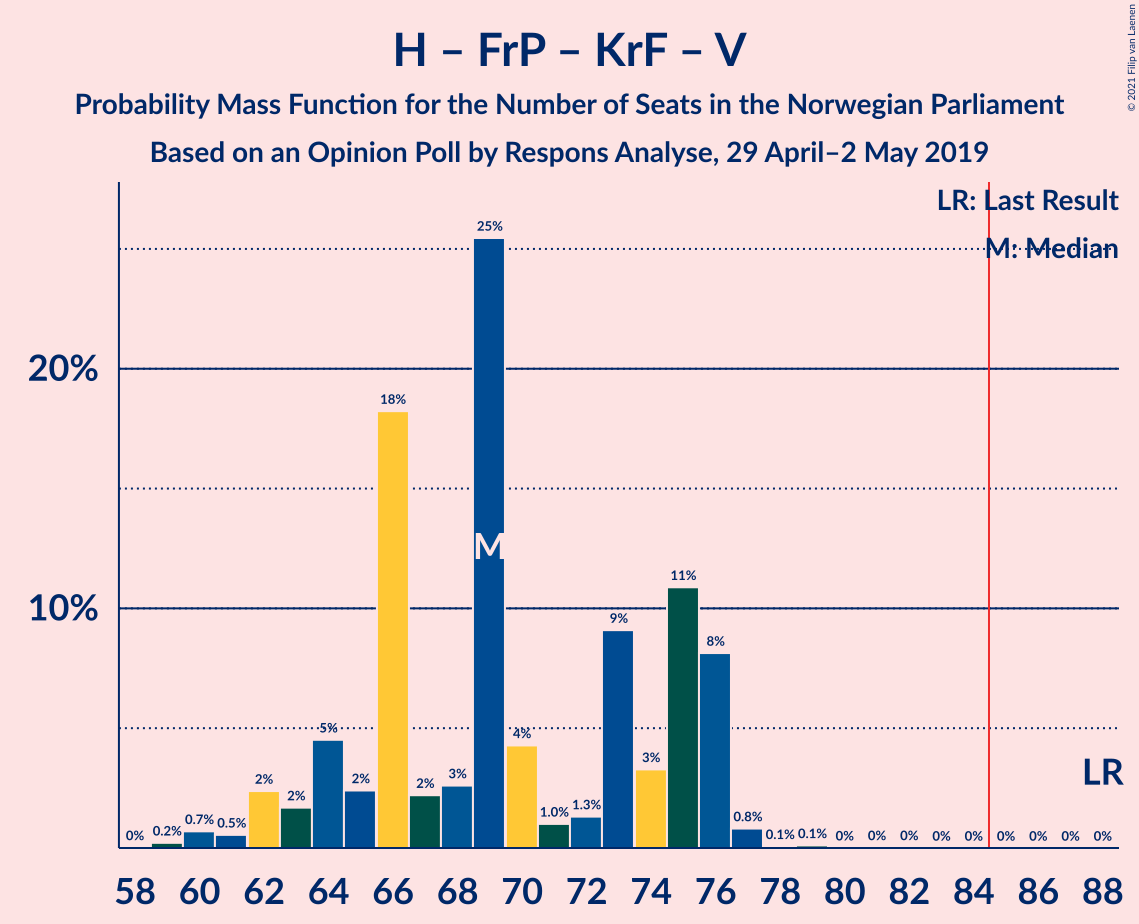 H – FrP – KrF – V
Probability Mass Function for the Number of Seats in the Norwegian Parliament
Based on an Opinion Poll by Respons Analyse, 29 April–2 May 2019
© 2021 Filip van Laenen
LR: Last Result
M: Median
20%
10%
0% 0.2% 0.7% 0.5% 2% 2% 5% 2% 18% 2% 3% 25% 4% 1.0% 1.3% 9% 3% 11% 8% 0.8% 0.1% 0.1% 0% 0% 0% 0% 0% 0% 0% 0% 0%
M
LR
58 60 62 64 66 68 70 72 74 76 78 80 82 84 86 88